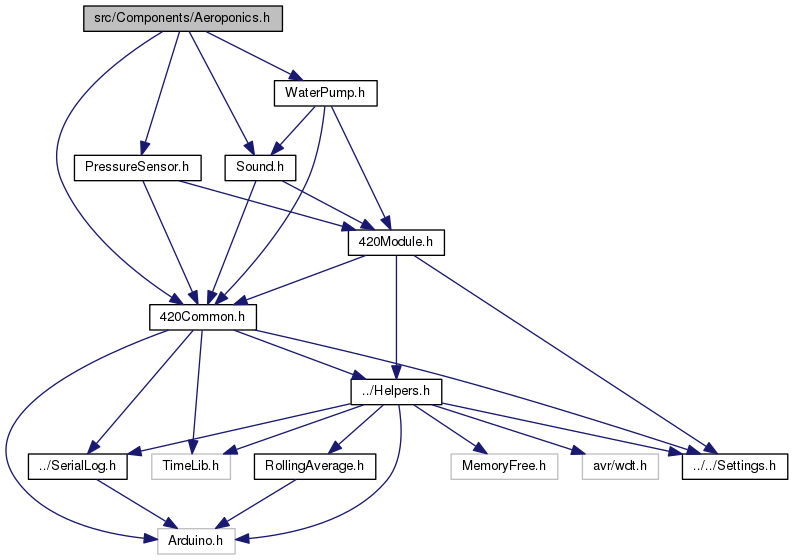 src/Components/Aeroponics.h
WaterPump.h
PressureSensor.h
Sound.h
420Module.h
420Common.h
../Helpers.h
../SerialLog.h
TimeLib.h
RollingAverage.h
MemoryFree.h
avr/wdt.h
../../Settings.h
Arduino.h